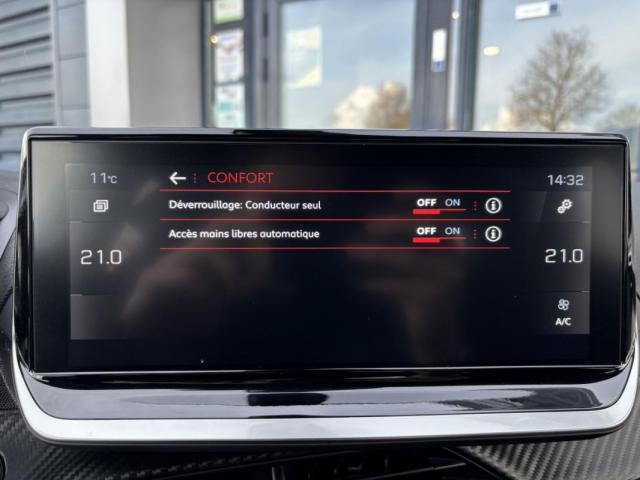 11°C
← : CONFORT
14:32
Déverrouillage: Conducteur seul OFF ON
Accès mains libres automatique OFF ON
21.0
21.0
A/C